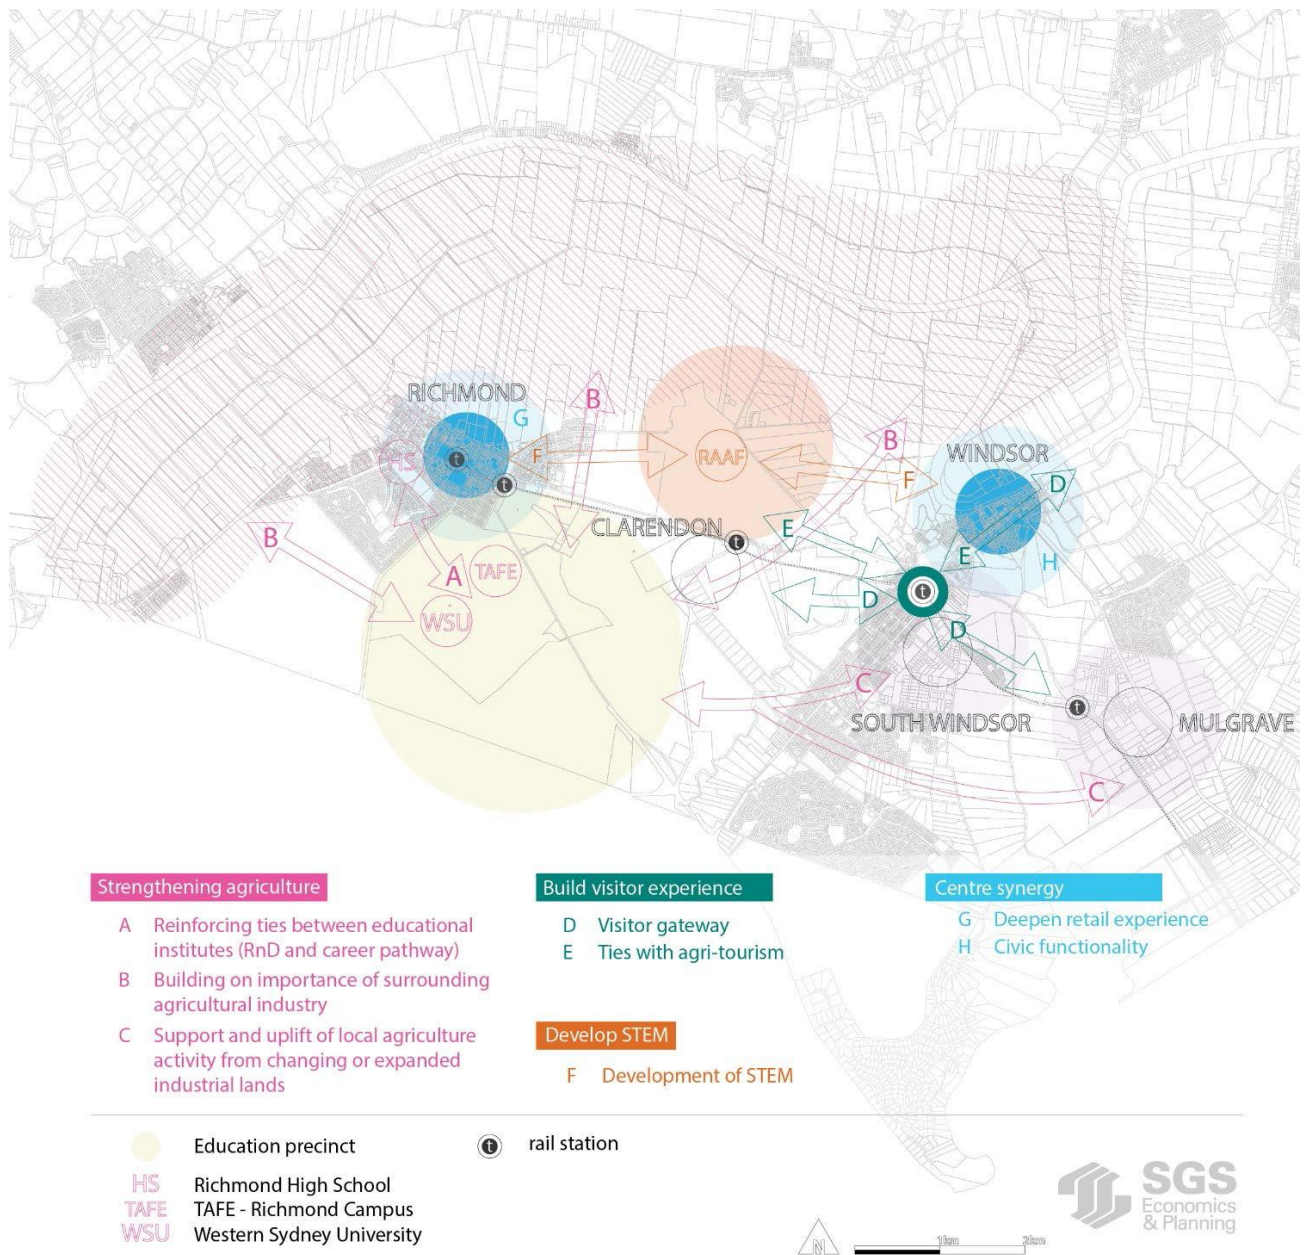 RICHMOND
G
B
B
WINDSOR
HS
t
F
RAAF
F
D
t
CLARENDON
t
E
E
H
B
A
TAFE
WSU
D
t
D
C
SOUTH WINDSOR
t
MULGRAVE
C
Strengthening agriculture
A Reinforcing ties between educational
institutes (RnD and career pathway)
B Building on importance of surrounding
agricultural industry
C Support and uplift of local agriculture
activity from changing or expanded
industrial lands
Build visitor experience
D Visitor gateway
E Ties with agri-tourism
Develop STEM
F Development of STEM
Centre synergy
G Deepen retail experience
H Civic functionality
Education precinct
t rail station
HS Richmond High School
TAFE TAFE - Richmond Campus
WSU Western Sydney University
N
1km
2km
SGS
Economics
& Planning